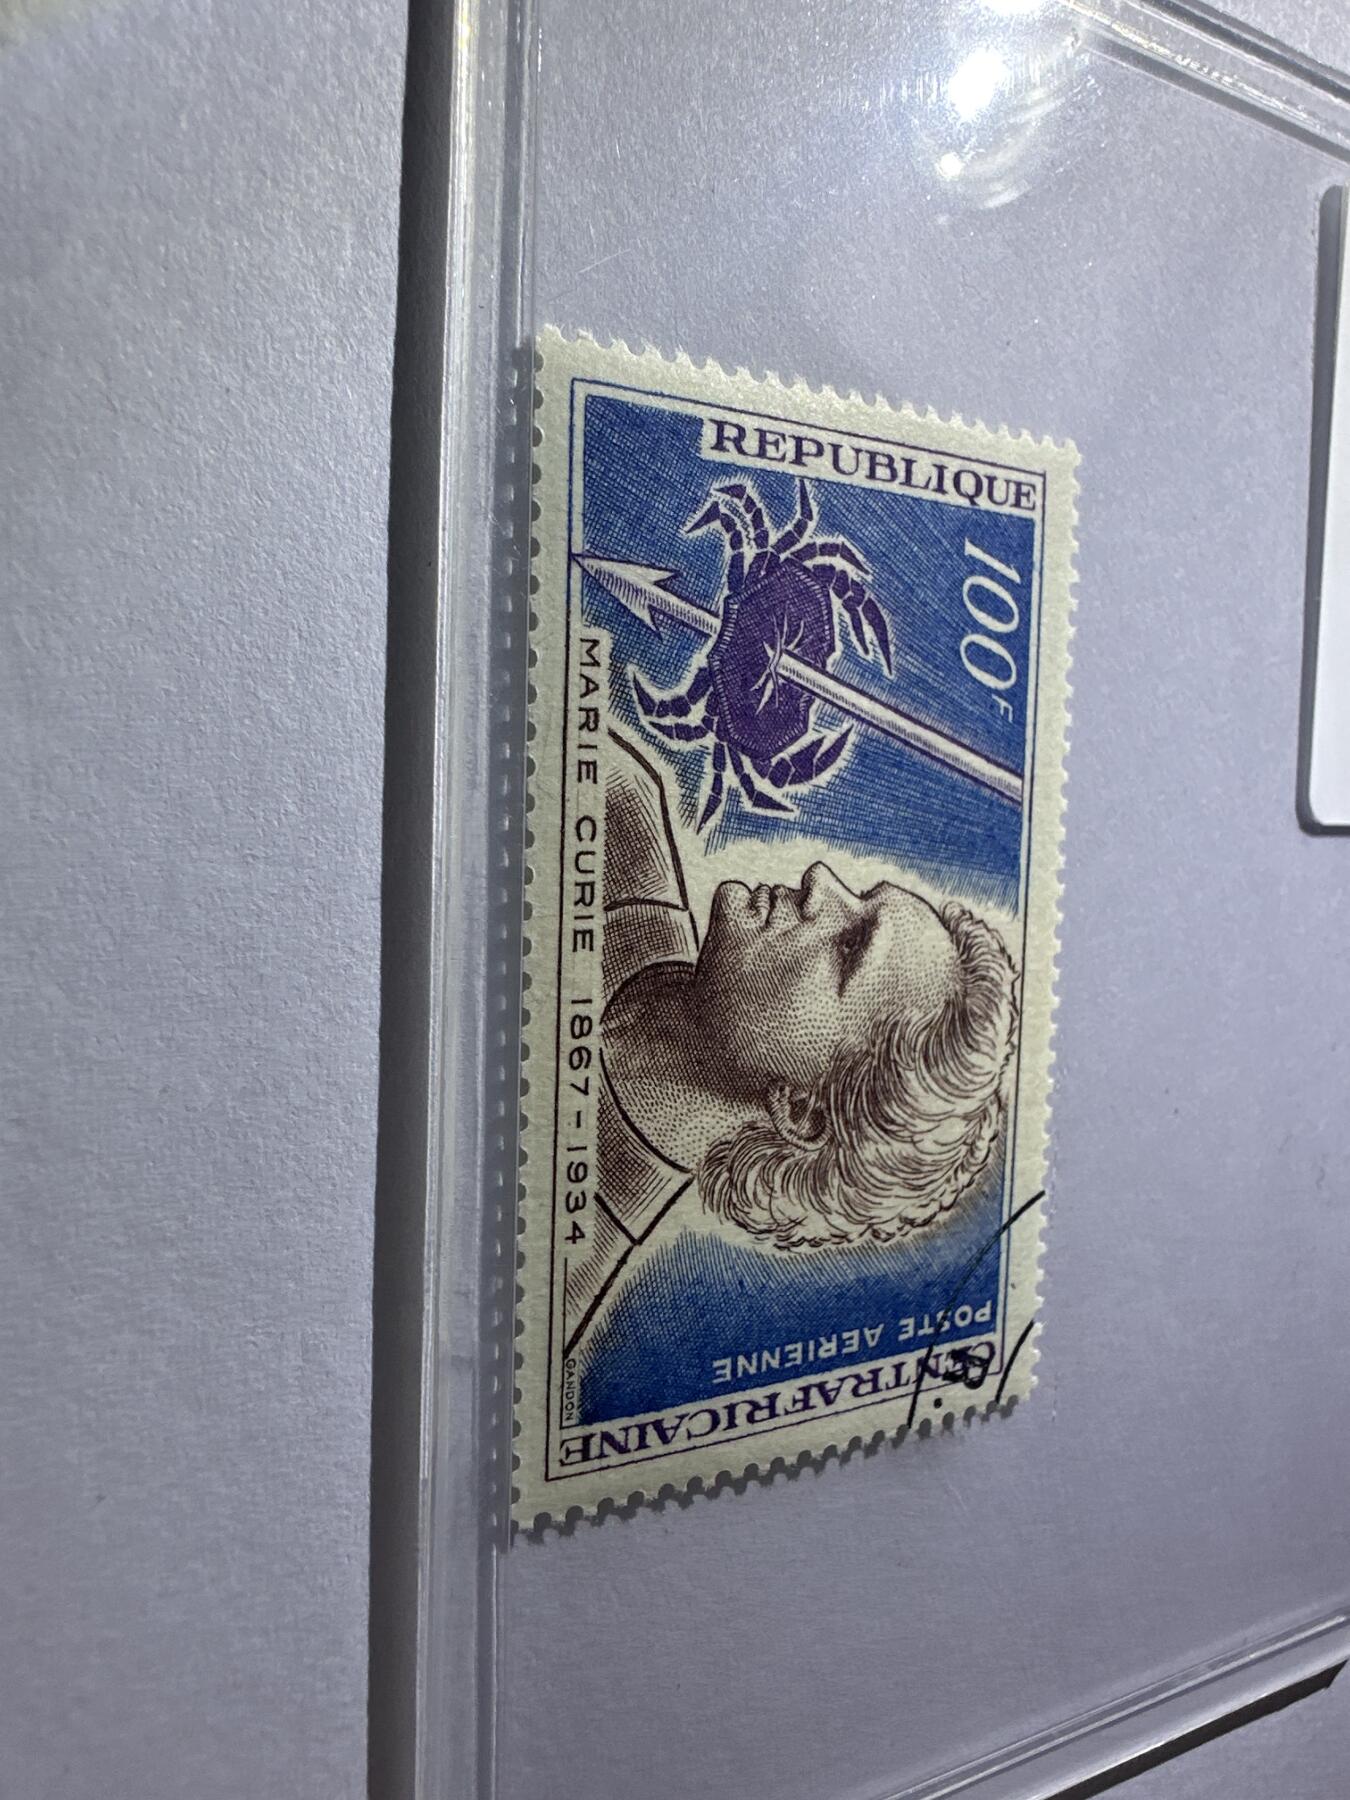 REPUBLIQUE
100F
MARIE CURIE 1867-1934
POSTE AERIENNE
CENTRAFRICAINE
GANDON